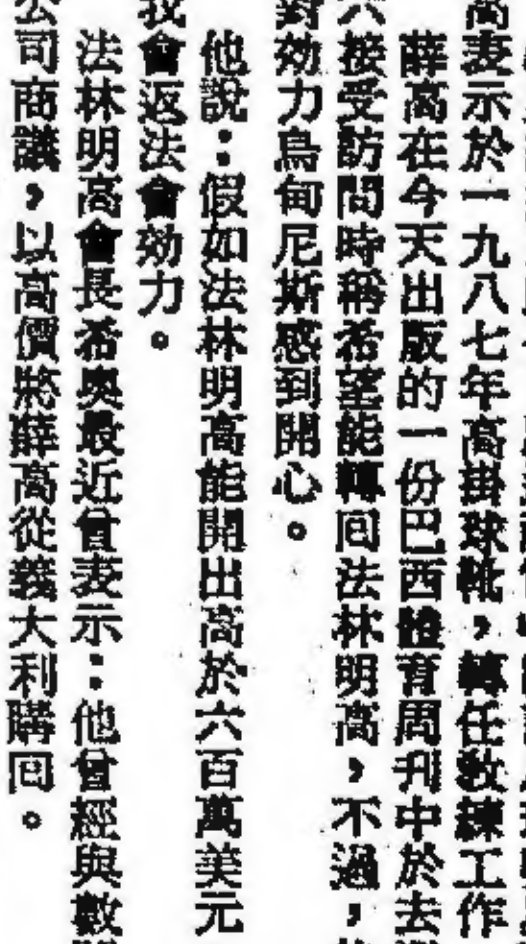 高表示於一九八七年高掛球靴，轉任教練工作
薛高在今天出版的一份巴西體育周刊中於去
六接受訪問時稱希望能轉囘法林明高，不過，
對効力烏甸尼斯感到開心。
他說：假如法林明高能開出高於六百萬美元
我會返法會効力。
法林明高會長希奧最近曾表示：他曾經與數
公司商議，以高價將薛高從義大利購囘。